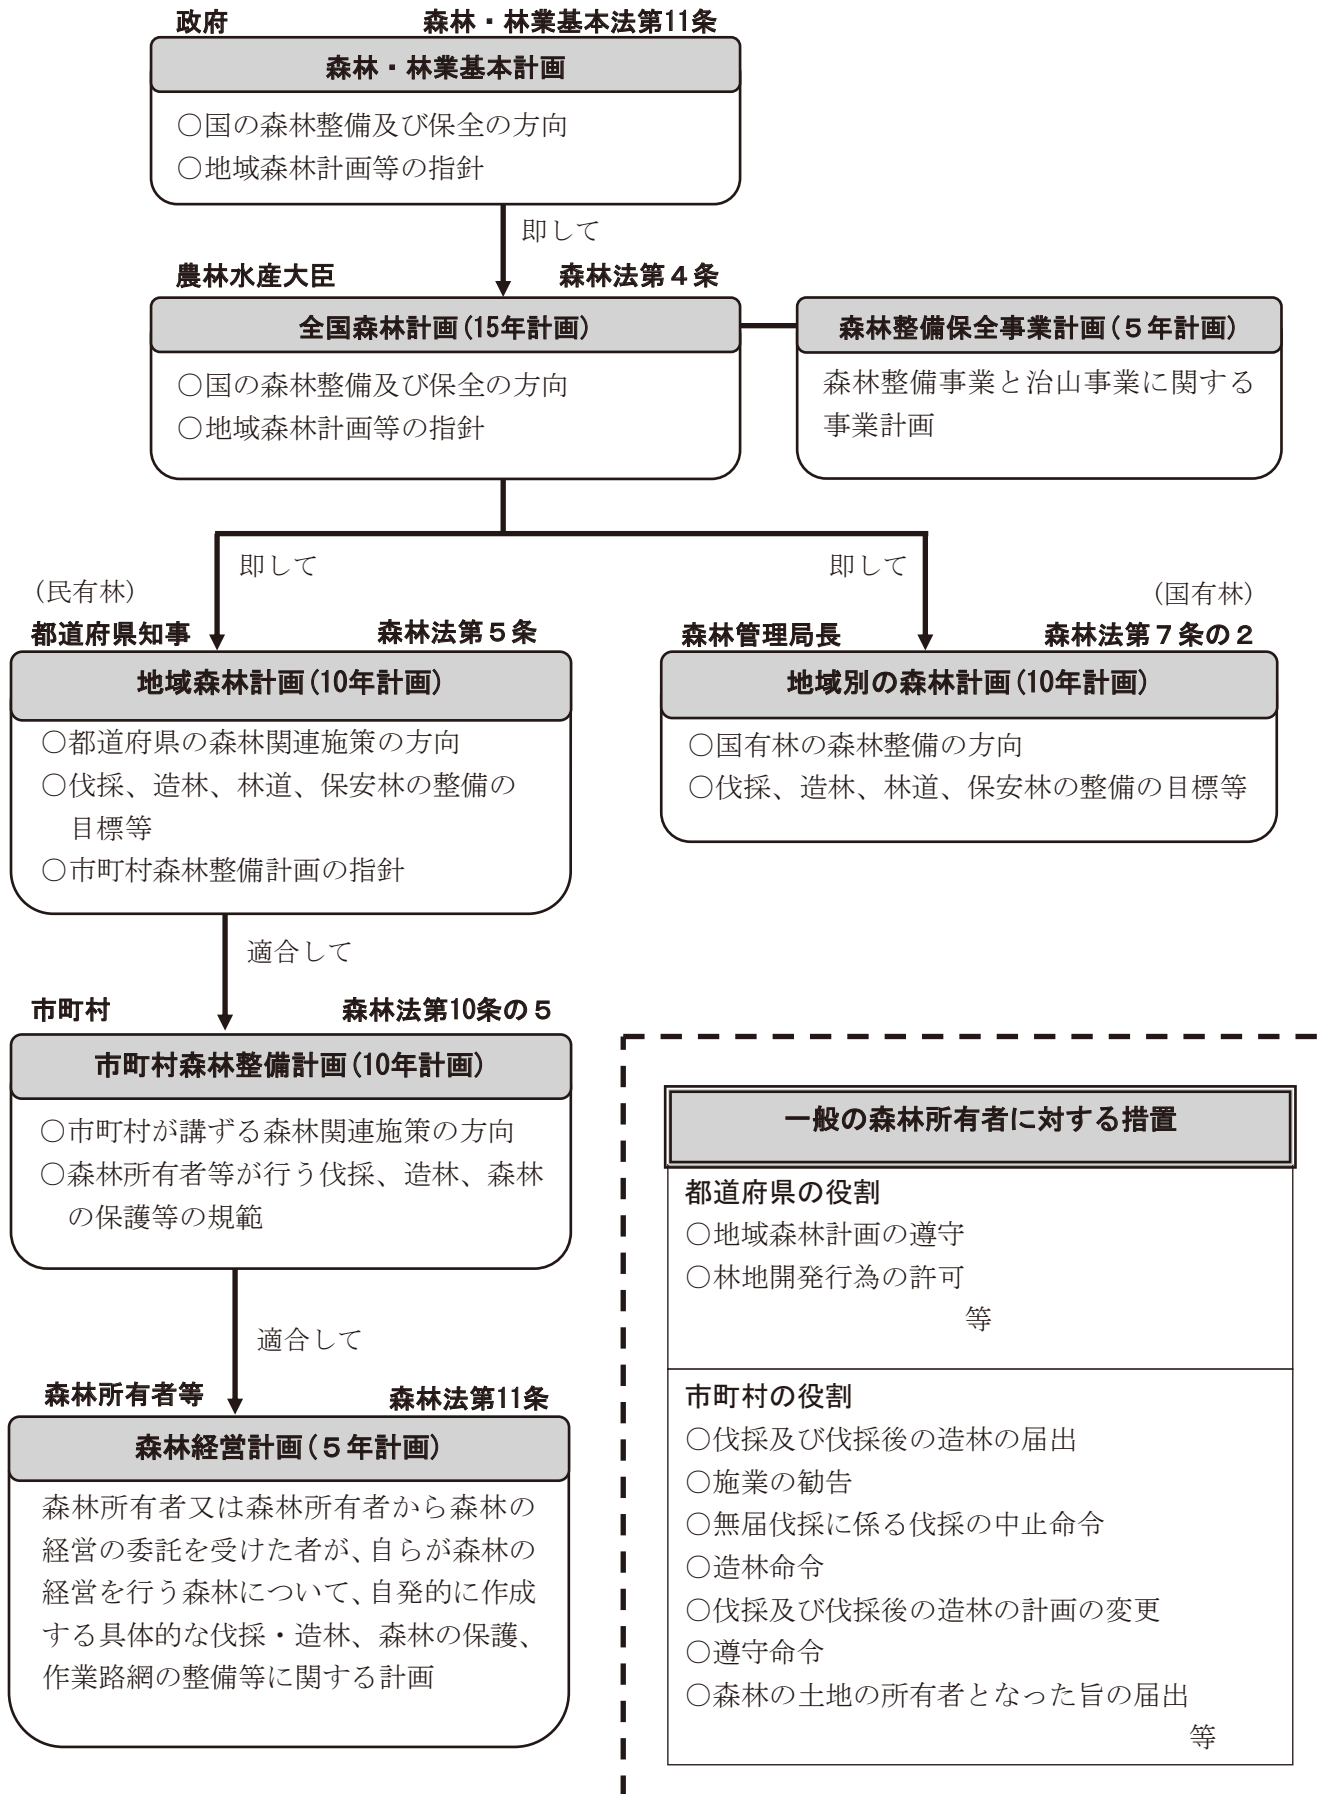 政府　森林・林業基本法第11条
森林・林業基本計画
○国の森林整備及び保全の方向
○地域森林計画等の指針
即して
農林水産大臣　森林法第４条
全国森林計画(15年計画)
○国の森林整備及び保全の方向
○地域森林計画等の指針
森林整備保全事業計画(５年計画)
森林整備事業と治山事業に関する
事業計画
即して
(民有林)
都道府県知事　森林法第５条
地域森林計画(10年計画)
○都道府県の森林関連施策の方向
○伐採、造林、林道、保安林の整備の
目標等
○市町村森林整備計画の指針
即して
(国有林)
森林管理局長　森林法第７条の２
地域別の森林計画(10年計画)
○国有林の森林整備の方向
○伐採、造林、林道、保安林の整備の目標等
適合して
市町村　森林法第10条の５
市町村森林整備計画(10年計画)
○市町村が講ずる森林関連施策の方向
○森林所有者等が行う伐採、造林、森林
の保護等の規範
適合して
森林所有者等　森林法第11条
森林経営計画(５年計画)
森林所有者又は森林所有者から森林の
経営の委託を受けた者が、自らが森林の
経営を行う森林について、自発的に作成
する具体的な伐採・造林、森林の保護、
作業路網の整備等に関する計画
一般の森林所有者に対する措置
都道府県の役割
○地域森林計画の遵守
○林地開発行為の許可
等
市町村の役割
○伐採及び伐採後の造林の届出
○施業の勧告
○無届伐採に係る伐採の中止命令
○造林命令
○伐採及び伐採後の造林の計画の変更
○遵守命令
○森林の土地の所有者となった旨の届出
等